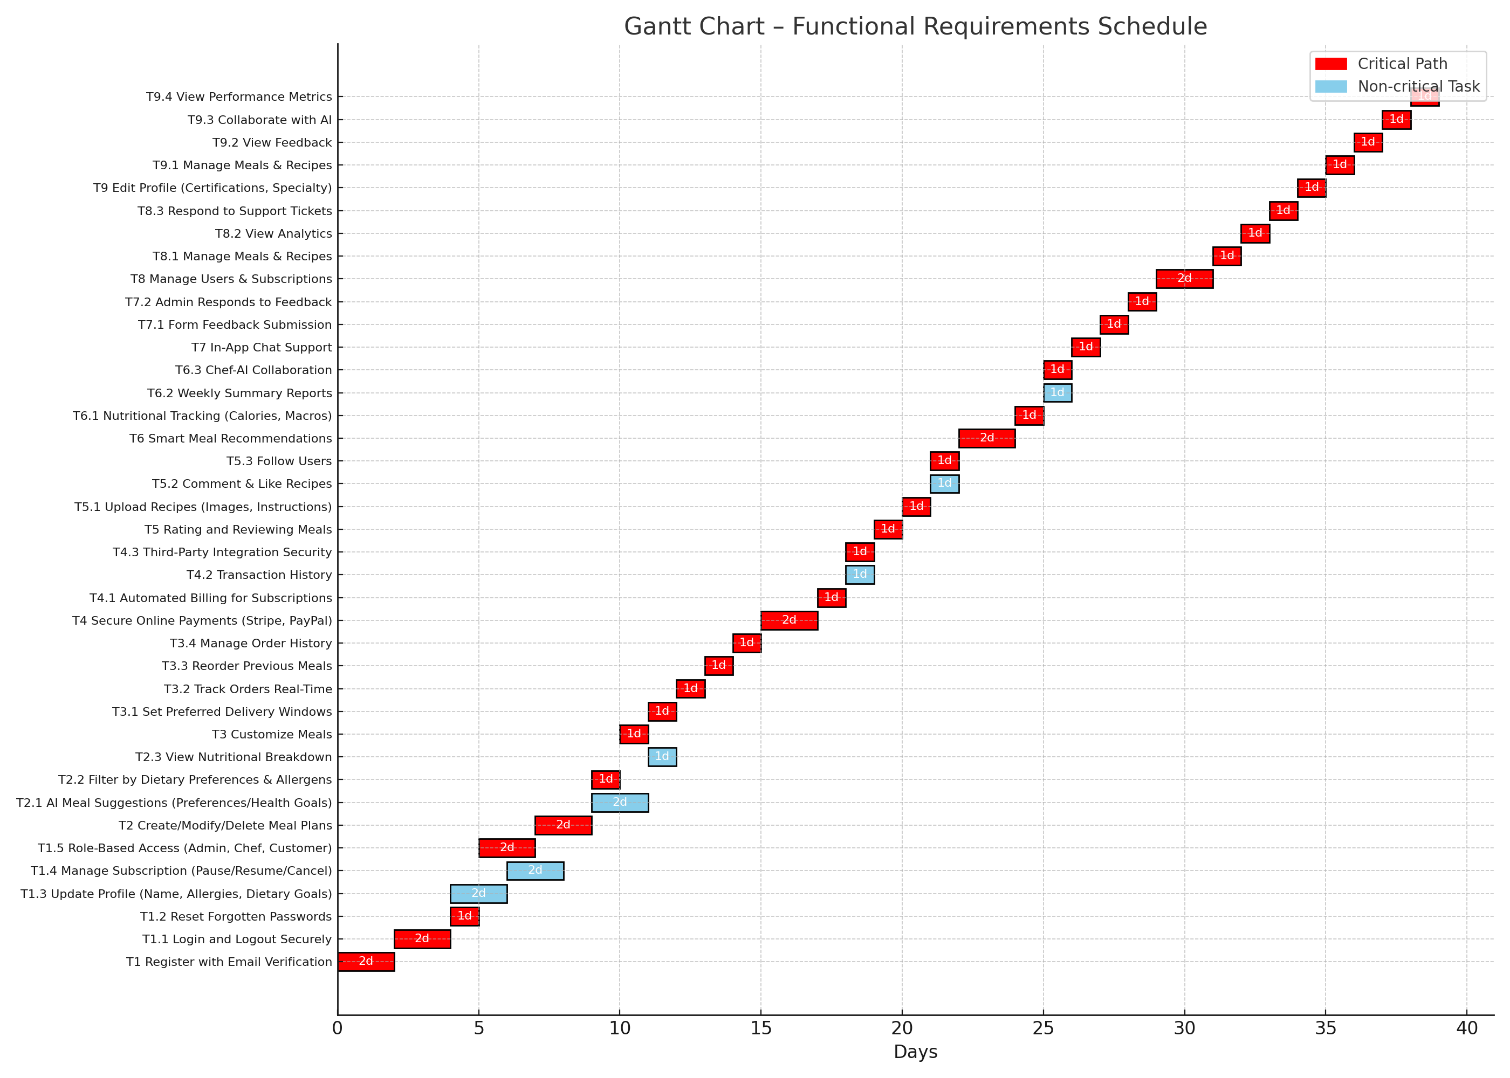 Gantt Chart – Functional Requirements Schedule
Critical Path
Non-critical Task
T9.4 View Performance Metrics 1d
T9.3 Collaborate with AI 1d
T9.2 View Feedback 1d
T9.1 Manage Meals & Recipes 1d
T9 Edit Profile (Certifications, Specialty) 1d
T8.3 Respond to Support Tickets 1d
T8.2 View Analytics 1d
T8.1 Manage Meals & Recipes 1d
T8 Manage Users & Subscriptions 2d
T7.2 Admin Responds to Feedback 1d
T7.1 Form Feedback Submission 1d
T7 In-App Chat Support 1d
T6.3 Chef-AI Collaboration 1d
T6.2 Weekly Summary Reports 1d
T6.1 Nutritional Tracking (Calories, Macros) 1d
T6 Smart Meal Recommendations 2d
T5.3 Follow Users 1d
T5.2 Comment & Like Recipes 1d
T5.1 Upload Recipes (Images, Instructions) 1d
T5 Rating and Reviewing Meals 1d
T4.3 Third-Party Integration Security 1d
T4.2 Transaction History 1d
T4.1 Automated Billing for Subscriptions 1d
T4 Secure Online Payments (Stripe, PayPal) 2d
T3.4 Manage Order History 1d
T3.3 Reorder Previous Meals 1d
T3.2 Track Orders Real-Time 1d
T3.1 Set Preferred Delivery Windows 1d
T3 Customize Meals 1d
T2.3 View Nutritional Breakdown 1d
T2.2 Filter by Dietary Preferences & Allergens 1d
T2.1 AI Meal Suggestions (Preferences/Health Goals) 2d
T2 Create/Modify/Delete Meal Plans 2d
T1.5 Role-Based Access (Admin, Chef, Customer) 2d
T1.4 Manage Subscription (Pause/Resume/Cancel) 2d
T1.3 Update Profile (Name, Allergies, Dietary Goals) 2d
T1.2 Reset Forgotten Passwords 1d
T1.1 Login and Logout Securely 2d
T1 Register with Email Verification 2d
0 5 10 15 20 25 30 35 40
Days